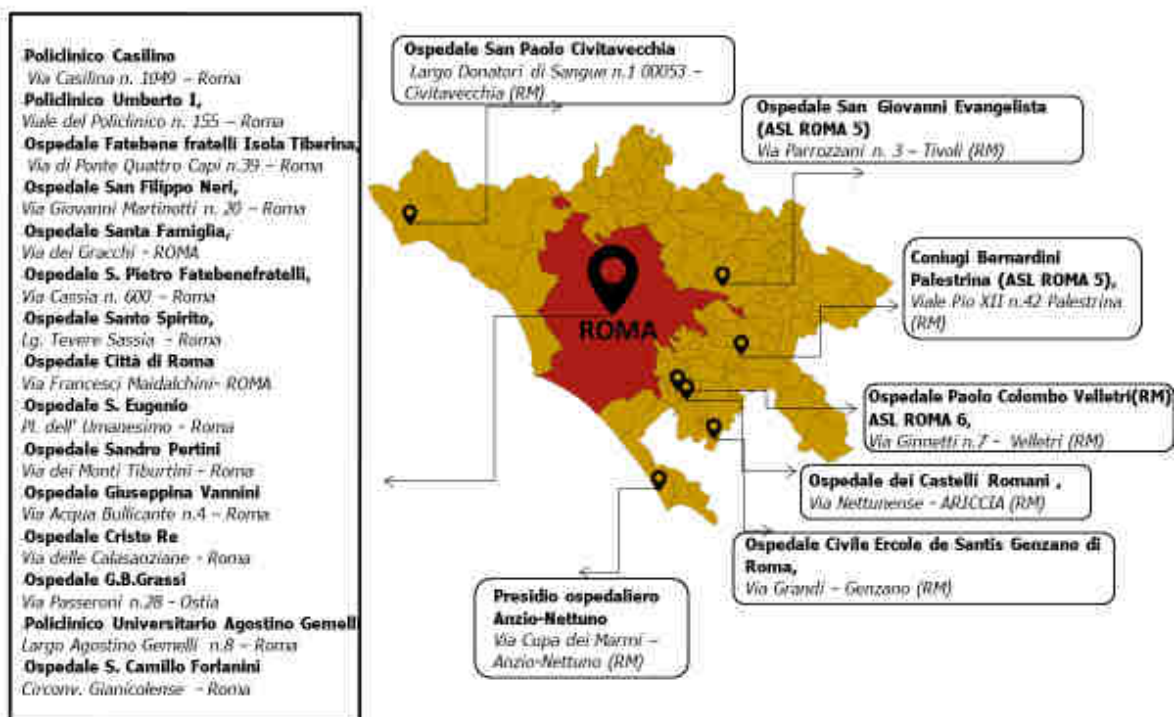 Policlinico Casilino
Via Casilina n. 1049 – Roma
Policlinico Umberto I,
Viale del Policlinico n. 155 – Roma
Ospedale Fatebene fratelli Isola Tiberina,
Via di Ponte Quattro Capi n.39 – Roma
Ospedale San Filippo Neri,
Via Giovanni Martinotti n. 20 – Roma
Ospedale Santa Famiglia,
Via dei Gracchi - ROMA
Ospedale S. Pietro Fatebenefratelli,
Via Cassia n. 600 – Roma
Ospedale Santo Spirito,
Lg. Tevere Sassia - Roma
Ospedale Città di Roma
Via Francesci Maidalchini- ROMA
Ospedale S. Eugenio
Pl. dell' Umanesimo - Roma
Ospedale Sandro Pertini
Via dei Monti Tiburtini – Roma
Ospedale Giuseppina Vannini
Via Acqua Bullicante n.4 – Roma
Ospedale Cristo Re
Via delle Calasanziane - Roma
Ospedale G.B.Grassi
Via Passeroni n.28 - Ostia
Policlinico Universitario Agostino Gemelli
Largo Agostino Gemelli n.8 – Roma
Ospedale S. Camillo Forlanini
Circonv. Gianicolense - Roma
Ospedale San Paolo Civitavecchia
Largo Donatori di Sangue n.1 00053 –
Civitavecchia (RM)
Ospedale San Giovanni Evangelista
(ASL ROMA 5)
Via Parrozzani n. 3 – Tivoli (RM)
Coniugi Bernardini
Palestrina (ASL ROMA 5),
Viale Pio XII n.42 Palestrina
(RM)
ROMA
Ospedale Paolo Colombo Velletri(RM)
ASL ROMA 6,
Via Ginnetti n.7 – Velletri (RM)
Ospedale dei Castelli Romani ,
Via Nettunense - ARICCIA (RM)
Ospedale Civile Ercole de Santis Genzano di
Roma,
Via Grandi – Genzano (RM)
Presidio ospedaliero
Anzio-Nettuno
Via Cupa dei Marmi –
Anzio-Nettuno (RM)